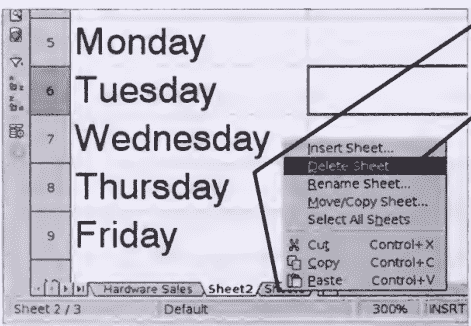 5 Monday
6 Tuesday
7 Wednesday
8 Thursday
9 Friday
Insert Sheet...
Delete Sheet
Rename Sheet...
Move/Copy Sheet...
Select All Sheets
Cut Control+X
Copy Control+C
Paste Control+V
Hardware Sales Sheet2
Sheet 2 / 3 Default 300% INSRT